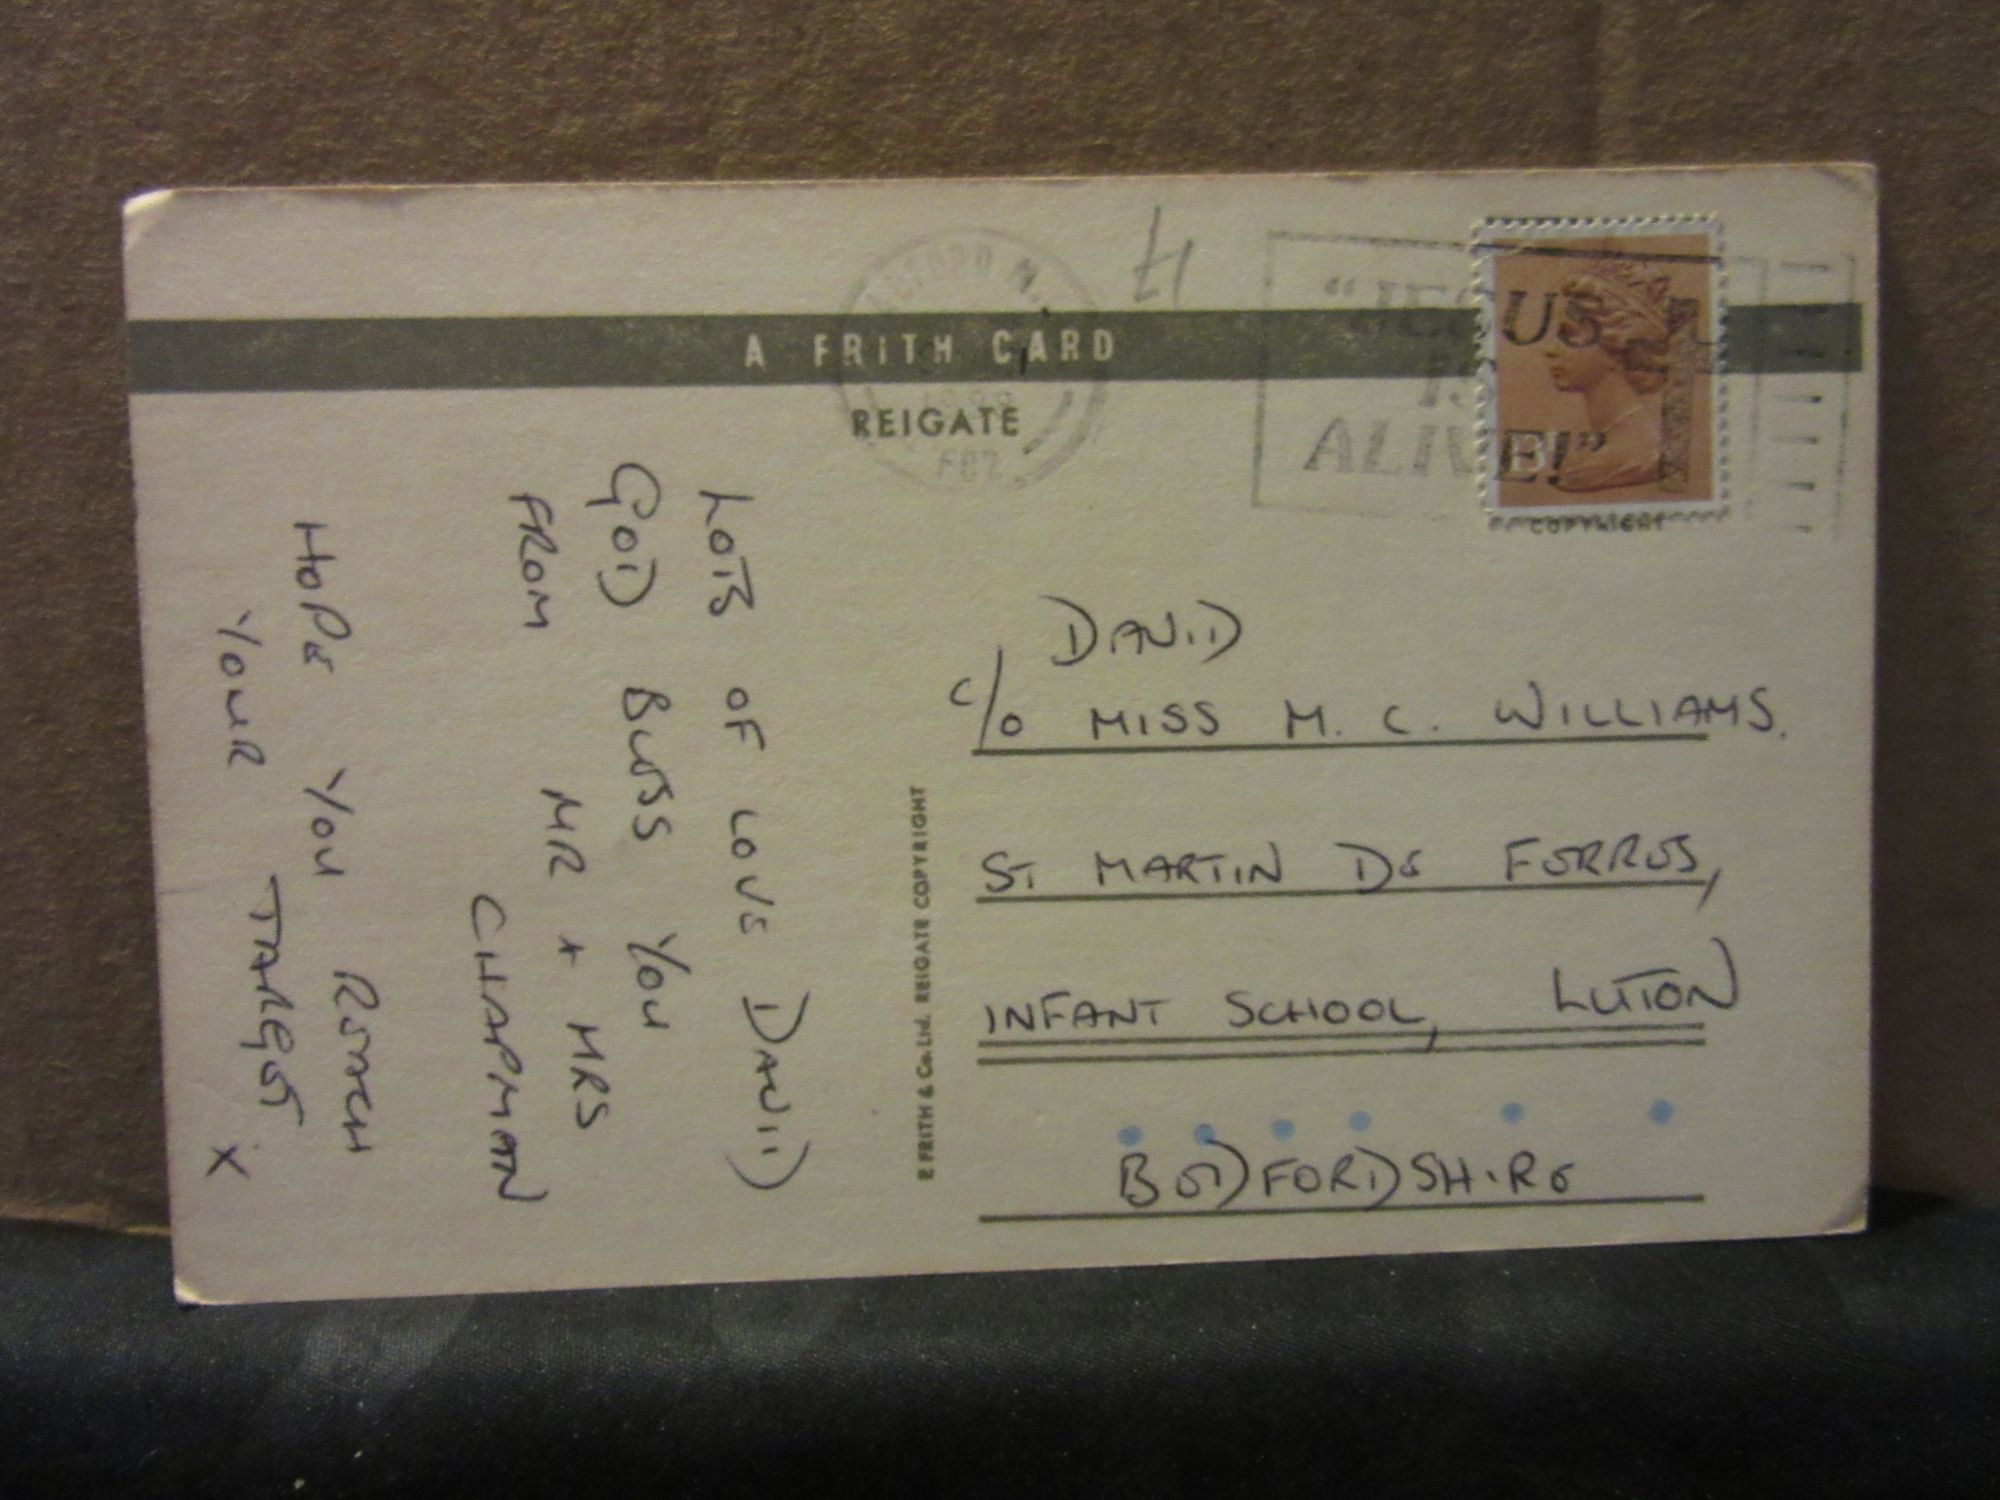 A FRITH CARD
REIGATE
"JESUS
IS
ALIVE!"
B
COPYRIGHT
LOTS OF LOVE DAVID
GOD BLESS YOU
FROM MR + MRS
CHAPMAN
HOPE YOU REACH
YOUR TARGET
X
F. FRITH & Co. Ltd. REIGATE COPYRIGHT
DAVID
c/o MISS M. C. WILLIAMS.
ST MARTIN DE FORRES,
INFANT SCHOOL, LUTON
BEDFORDSHIRE